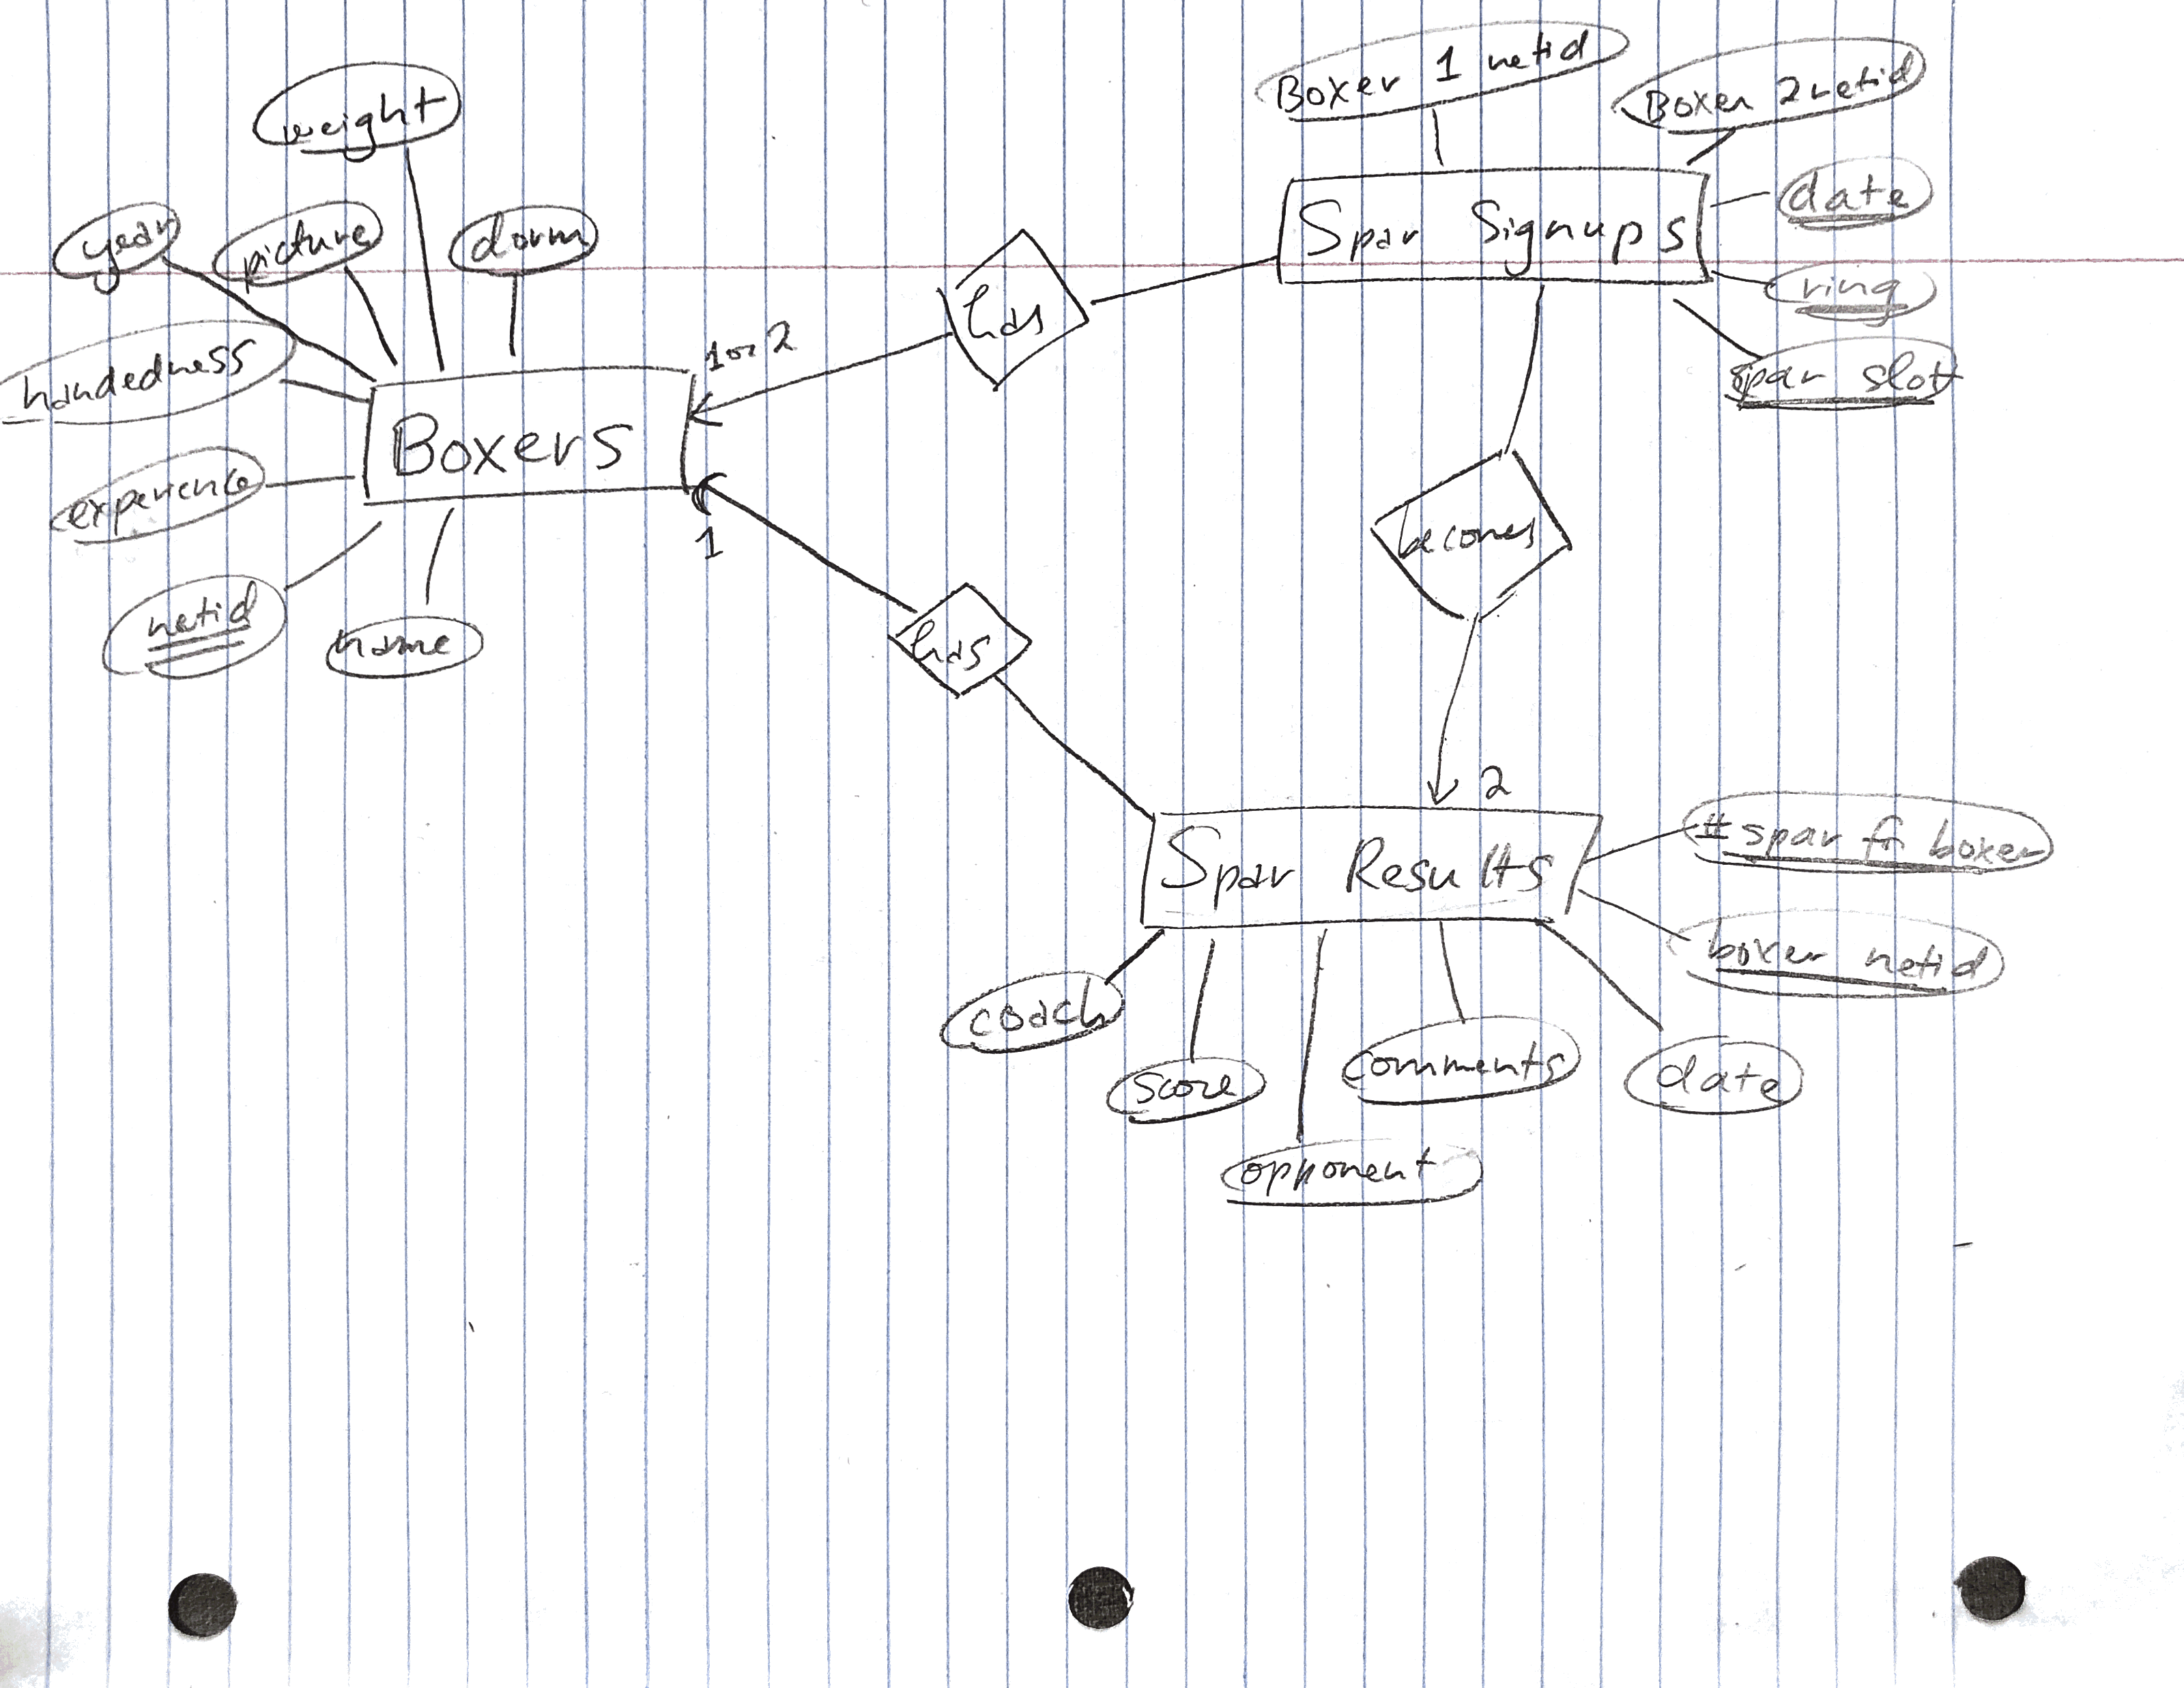 Boxer 1 netid
Boxer 2 netid
weight
date
year
picture
dorm
Spar Signups
ring
has
handedness
1 or 2
spar slot
Boxers
experience
becomes
1
netid
name
has
2
# spar fr boxer
Spar Results
boxer netid
coach
score
comments
date
opponent